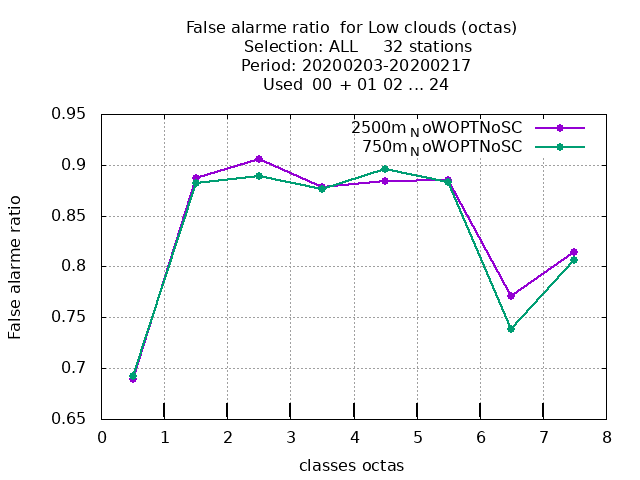 False alarme ratio  for Low clouds (octas)
Selection: ALL     32 stations
Period: 20200203-20200217
Used  00 + 01 02 ... 24
2500m_NoWOPTNoSC
750m_NoWOPTNoSC
0.95
0.9
0.85
0.8
0.75
0.7
0.65
False alarme ratio
0 1 2 3 4 5 6 7 8
classes octas